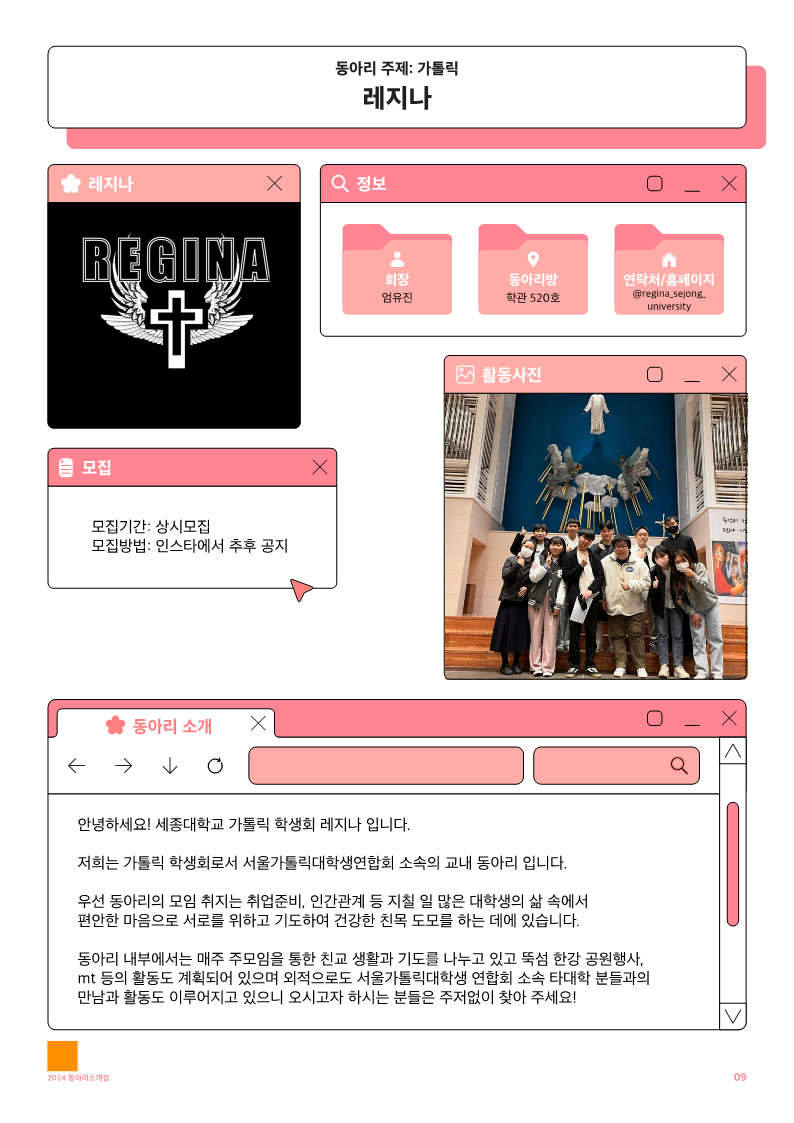 동아리 주제: 가톨릭
레지나
레지나
REGINA
정보
회장
엄유진
동아리방
학관 520호
연락처/홈페이지
@regina_sejong_
university
활동사진
모집
모집기간: 상시모집
모집방법: 인스타에서 추후 공지
동아리 소개
안녕하세요! 세종대학교 가톨릭 학생회 레지나 입니다.
저희는 가톨릭 학생회로서 서울가톨릭대학생연합회 소속의 교내 동아리 입니다.
우선 동아리의 모임 취지는 취업준비, 인간관계 등 지칠 일 많은 대학생의 삶 속에서
편안한 마음으로 서로를 위하고 기도하여 건강한 친목 도모를 하는 데에 있습니다.
동아리 내부에서는 매주 주모임을 통한 친교 생활과 기도를 나누고 있고 뚝섬 한강 공원행사,
mt 등의 활동도 계획되어 있으며 외적으로도 서울가톨릭대학생 연합회 소속 타대학 분들과의
만남과 활동도 이루어지고 있으니 오시고자 하시는 분들은 주저없이 찾아 주세요!
2024 동아리소개집
09